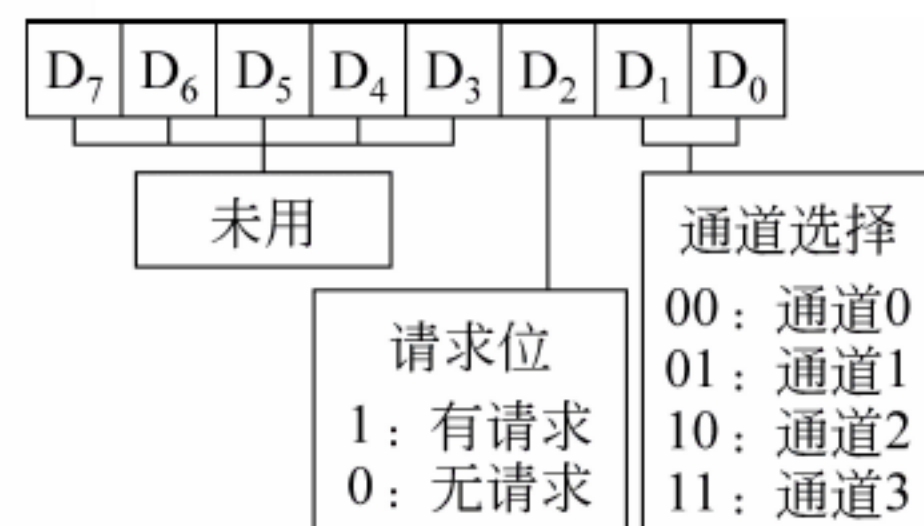 D₇ D₆ D₅ D₄ D₃ D₂ D₁ D₀
未用
请求位
1：有请求
0：无请求
通道选择
00：通道0
01：通道1
10：通道2
11：通道3